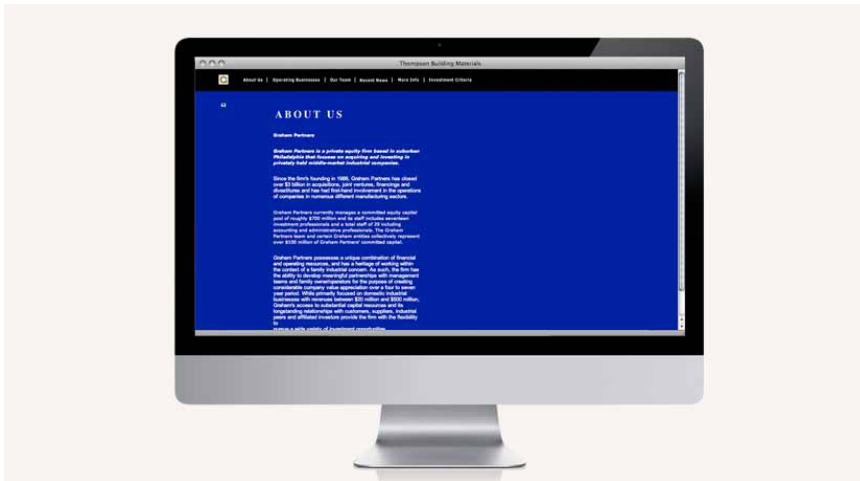 Thompson Building Materials
About Us | Operating Businesses | Our Team | Recent News | More Info | Investment Criteria
ABOUT US
Graham Partners
Graham Partners is a private equity firm based in suburban
Philadelphia that focuses on acquiring and investing in
privately held middle-market industrial companies.
Since the firm's founding in 1988, Graham Partners has closed
over $3 billion in acquisitions, joint ventures, financings and
divestitures and has had first-hand involvement in the operations
of companies in numerous different manufacturing sectors.
Graham Partners currently manages a committed equity capital
pool of roughly $700 million and its staff includes seventeen
investment professionals and a total staff of 29 including
accounting and administrative professionals. The Graham
Partners team and certain Graham entities collectively represent
over $100 million of Graham Partners' committed capital.
Graham Partners possesses a unique combination of financial
and operating resources, and has a heritage of working within
the context of a family industrial concern. As such, the firm has
the ability to develop meaningful partnerships with management
teams and family owner/operators for the purpose of creating
considerable company value appreciation over a four to seven
year period. While primarily focused on domestic industrial
businesses with revenues between $20 million and $500 million,
Graham's access to substantial capital resources and its
longstanding relationships with customers, suppliers, industrial
peers and affiliated investors provide the firm with the flexibility
to
pursue a wide variety of investment opportunities